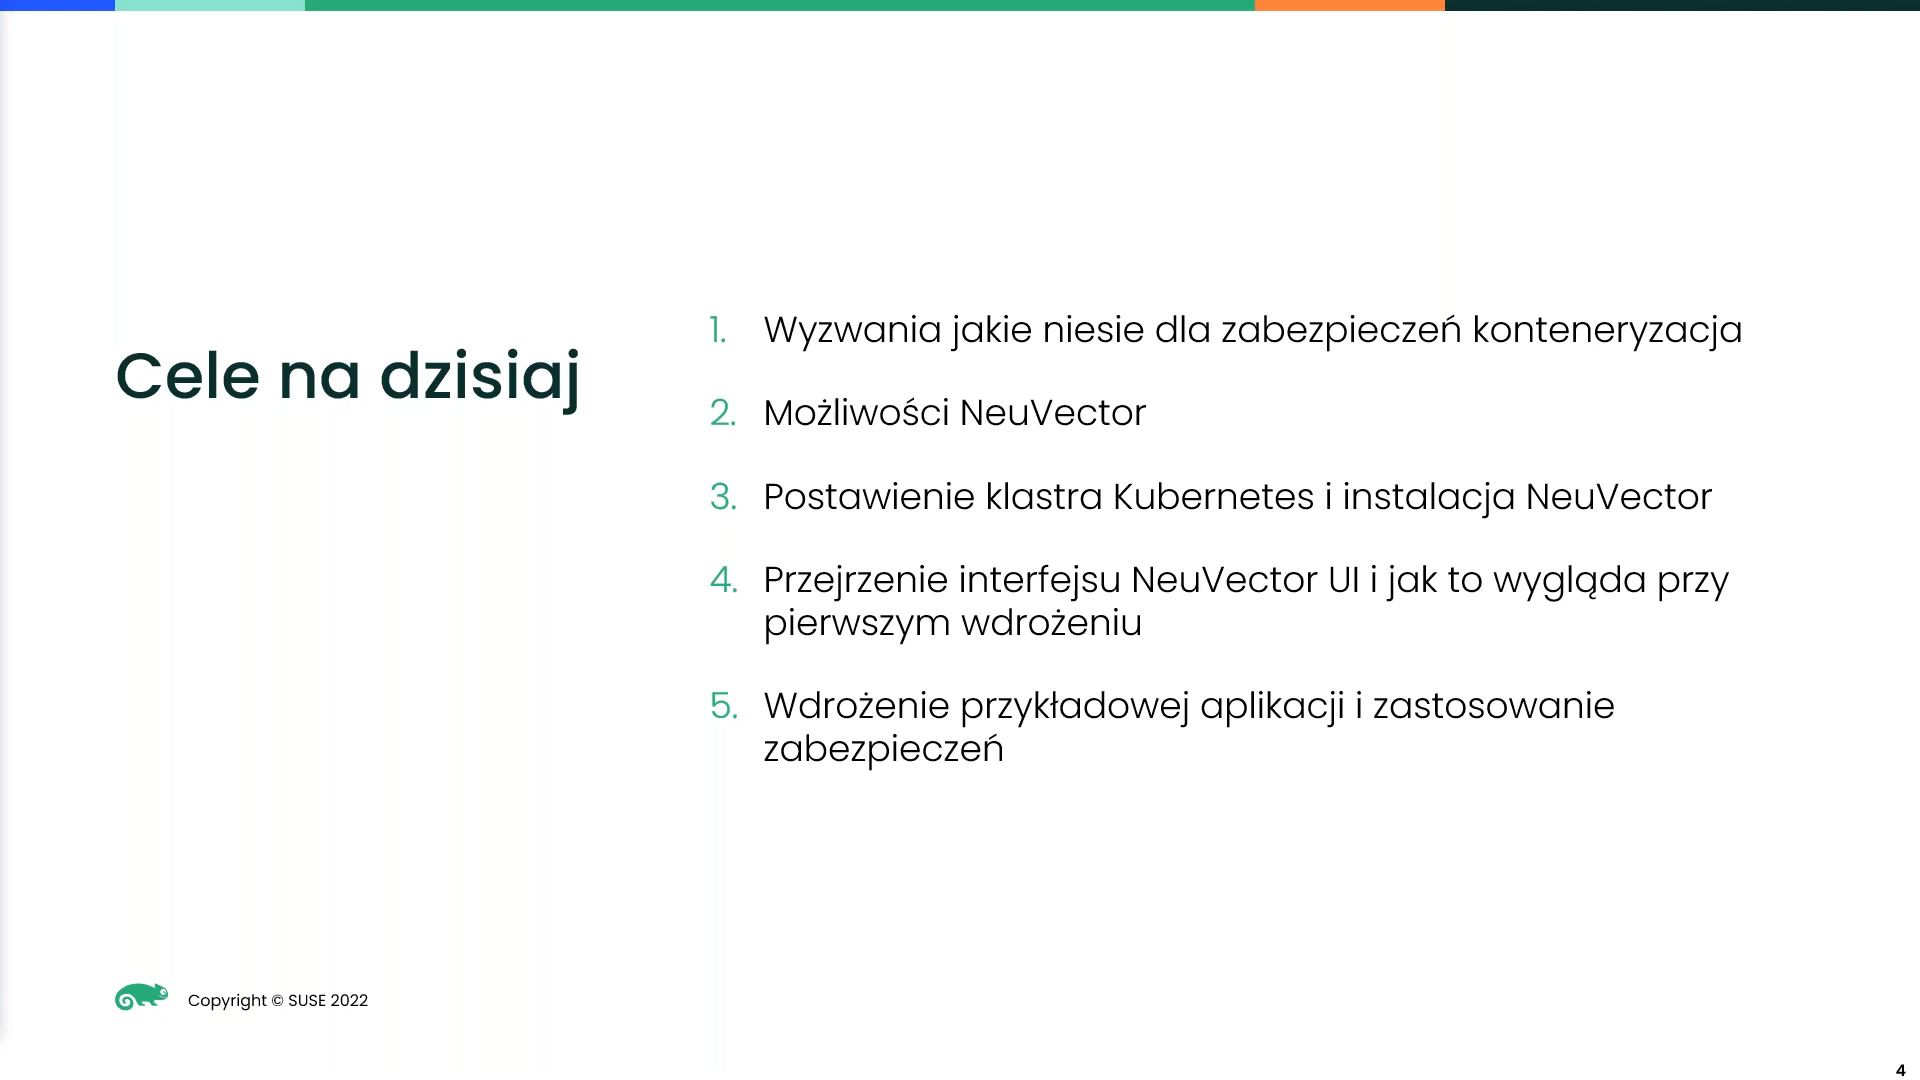 Cele na dzisiaj
1. Wyzwania jakie niesie dla zabezpieczeń konteneryzacja
2. Możliwości NeuVector
3. Postawienie klastra Kubernetes i instalacja NeuVector
4. Przejrzenie interfejsu NeuVector UI i jak to wygląda przy
pierwszym wdrożeniu
5. Wdrożenie przykładowej aplikacji i zastosowanie
zabezpieczeń
Copyright © SUSE 2022
4